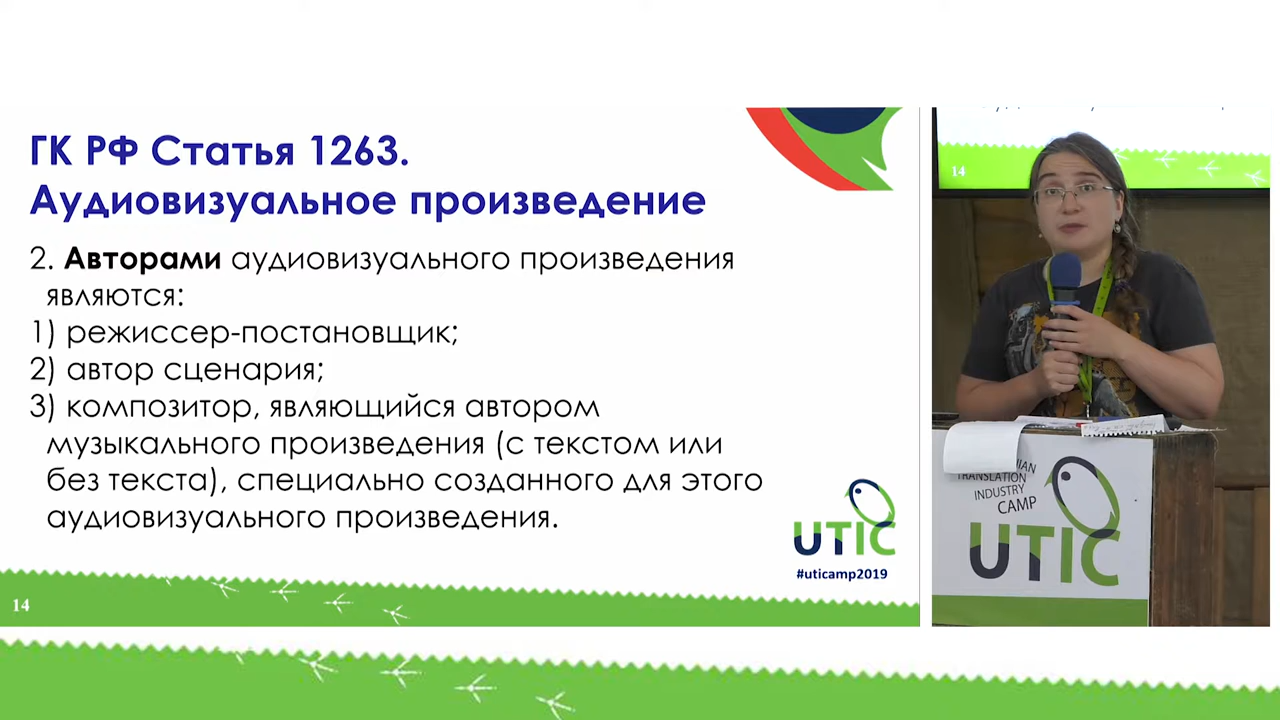 ГК РФ Статья 1263.
Аудиовизуальное произведение
2. Авторами аудиовизуального произведения
являются:
1) режиссер-постановщик;
2) автор сценария;
3) композитор, являющийся автором
музыкального произведения (с текстом или
без текста), специально созданного для этого
аудиовизуального произведения.
UTIC
#uticamp2019
14
14
NIAN
TRANSLATION
INDUSTRY
CAMP
UTIC